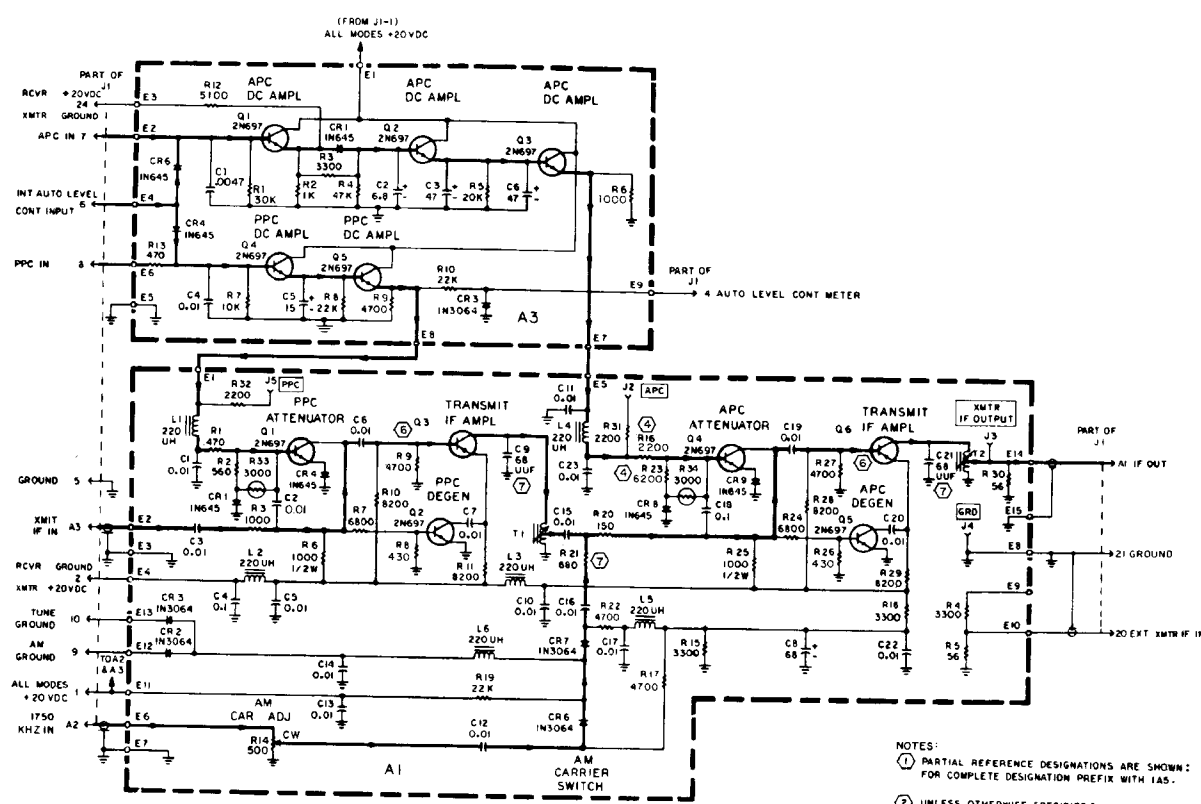 (FROM J1-1)
ALL MODES +20VDC
E1
PART OF
J1
RCVR +20VDC
24
XMTR GROUND
E3
R12
5100
APC
DC AMPL
APC
DC AMPL
APC
DC AMPL
APC IN 7
E2
Q1
2N697
CR1
1N645
Q2
2N697
Q3
2N697
R3
3300
CR6
1N645
C1
.0047
R1
30K
R2
1K
R4
47K
C2
6.8
+
-
C3
47
+
-
R5
20K
C6
47
+
-
R6
1000
INT AUTO LEVEL
6
CONT INPUT
E4
CR4
1N645
PPC
DC AMPL
PPC
DC AMPL
Q4
2N697
Q5
2N697
R13
470
PPC IN 8
E6
R10
22K
E9
PART OF
J1
4 AUTO LEVEL CONT METER
E5
C4
0.01
R7
10K
C5
15
+
-
R8
22K
R9
4700
CR3
1N3064
A3
E8
E7
E1
R32
2200
J5
PPC
PPC
ATTENUATOR
C6
0.01
6
Q3
TRANSMIT
IF AMPL
C11
0.01
E5
J2
APC
APC
ATTENUATOR
C19
0.01
Q6
TRANSMIT
IF AMPL
XMTR
IF OUTPUT
J3
PART OF
J1
L1
220
UH
R1
470
Q1
2N697
L4
220
UH
R31
2200
4
R16
2200
Q4
2N697
6
C21
68
UUF
7
T2
E14
A1 IF OUT
C1
0.01
R2
560
R33
3000
CR4
1N645
R9
4700
C9
68
UUF
7
C23
0.01
4
R23
6200
R34
3000
CR9
1N645
R27
4700
R30
56
GROUND 5
CR1
1N645
C2
0.01
R10
8200
PPC
DEGEN
CR8
1N645
C18
0.1
R28
8200
APC
DEGEN
GRD
J4
E15
XMIT
IF IN
A3
E2
R3
1000
R7
6800
Q2
2N697
C7
0.01
T1
C15
0.01
R20
150
R24
6800
Q5
2N697
C20
0.01
E3
C3
0.01
R6
1000
1/2W
R8
430
R11
8200
R21
680
7
R25
1000
1/2W
R26
430
R29
8200
E8
21 GROUND
RCVR GROUND
2
XMTR +20VDC
E4
L2
220UH
L3
220UH
E9
C4
0.1
C5
0.01
C10
0.01
C16
0.01
R22
4700
L5
220UH
R18
3300
R4
3300
TUNE
GROUND
10
E13
CR3
1N3064
CR2
1N3064
L6
220UH
CR7
1N3064
C17
0.01
R15
3300
C8
68
+
-
C22
0.01
E10
R5
56
20 EXT XMTR IF I
AM
GROUND
9
E12
TO A2
& A3
C14
0.01
R17
4700
ALL MODES
+20VDC
1
E11
R19
22K
C13
0.01
1750
KHZ IN
A2
E6
AM
CAR ADJ
CR6
1N3064
E7
R14
500
CW
C12
0.01
A1
AM
CARRIER
SWITCH
NOTES:
1 PARTIAL REFERENCE DESIGNATIONS ARE SHOWN:
FOR COMPLETE DESIGNATION PREFIX WITH 1A5.
2 UNLESS OTHERWISE